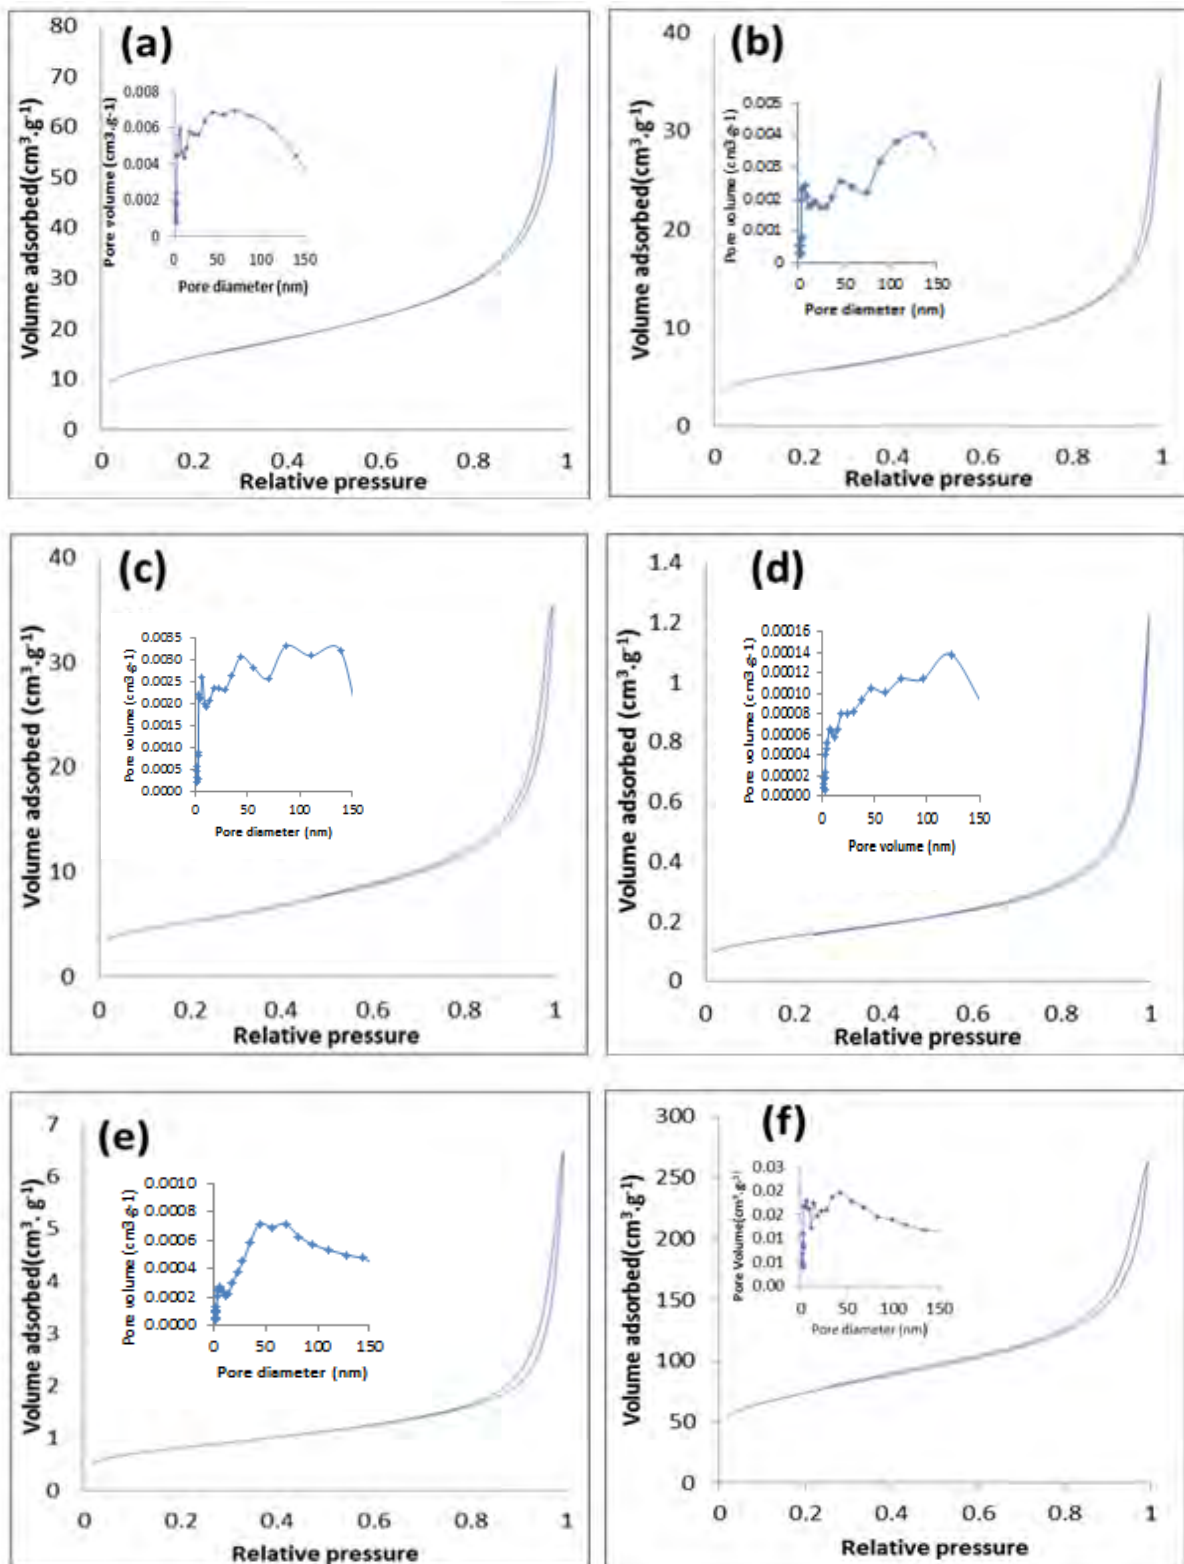 (a)
Volume adsorbed(cm³.g⁻¹)
80
70
60
50
40
30
20
10
0
0 0.2 0.4 0.6 0.8 1
Relative pressure
Pore volume (cm3.g-1)
0.008
0.006
0.004
0.002
0
0 50 100 150
Pore diameter (nm)
(b)
Volume adsorbed(cm³.g⁻¹)
40
30
20
10
0
0 0.2 0.4 0.6 0.8 1
Relative pressure
Pore volume (cm3.g-1)
0.005
0.004
0.003
0.002
0.001
0
0 50 100 150
Pore diameter (nm)
(c)
Volume adsorbed (cm³.g⁻¹)
40
30
20
10
0
0 0.2 0.4 0.6 0.8 1
Relative pressure
Pore volume (cm3.g-1)
0.0035
0.0030
0.0025
0.0020
0.0015
0.0010
0.0005
0.0000
0 50 100 150
Pore diameter (nm)
(d)
Volume adsorbed (cm³.g⁻¹)
1.4
1.2
1
0.8
0.6
0.4
0.2
0
0 0.2 0.4 0.6 0.8 1
Relative pressure
Pore volume (cm3.g-1)
0.00016
0.00014
0.00012
0.00010
0.00008
0.00006
0.00004
0.00002
0.00000
0 50 100 150
Pore volume (nm)
(e)
Volume adsorbed(cm³. g⁻¹)
7
6
5
4
3
2
1
0
0 0.2 0.4 0.6 0.8 1
Relative pressure
Pore volume (cm3.g-1)
0.0010
0.0008
0.0006
0.0004
0.0002
0.0000
0 50 100 150
Pore diameter (nm)
(f)
Volume adsorbed(cm³.g⁻¹)
300
250
200
150
100
50
0
0 0.2 0.4 0.6 0.8 1
Relative pressure
Pore Volume(cm³.g⁻¹)
0.03
0.02
0.02
0.01
0.01
0.00
0 50 100 150
Pore diameter (nm)